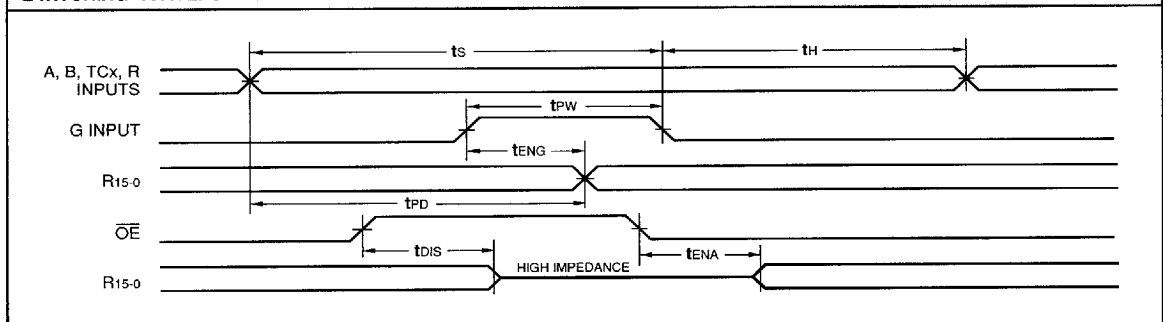 tS
tH
A, B, TCx, R
INPUTS
tPW
G INPUT
tENG
R15-0
tPD
OE
tDIS
tENA
HIGH IMPEDANCE
R15-0